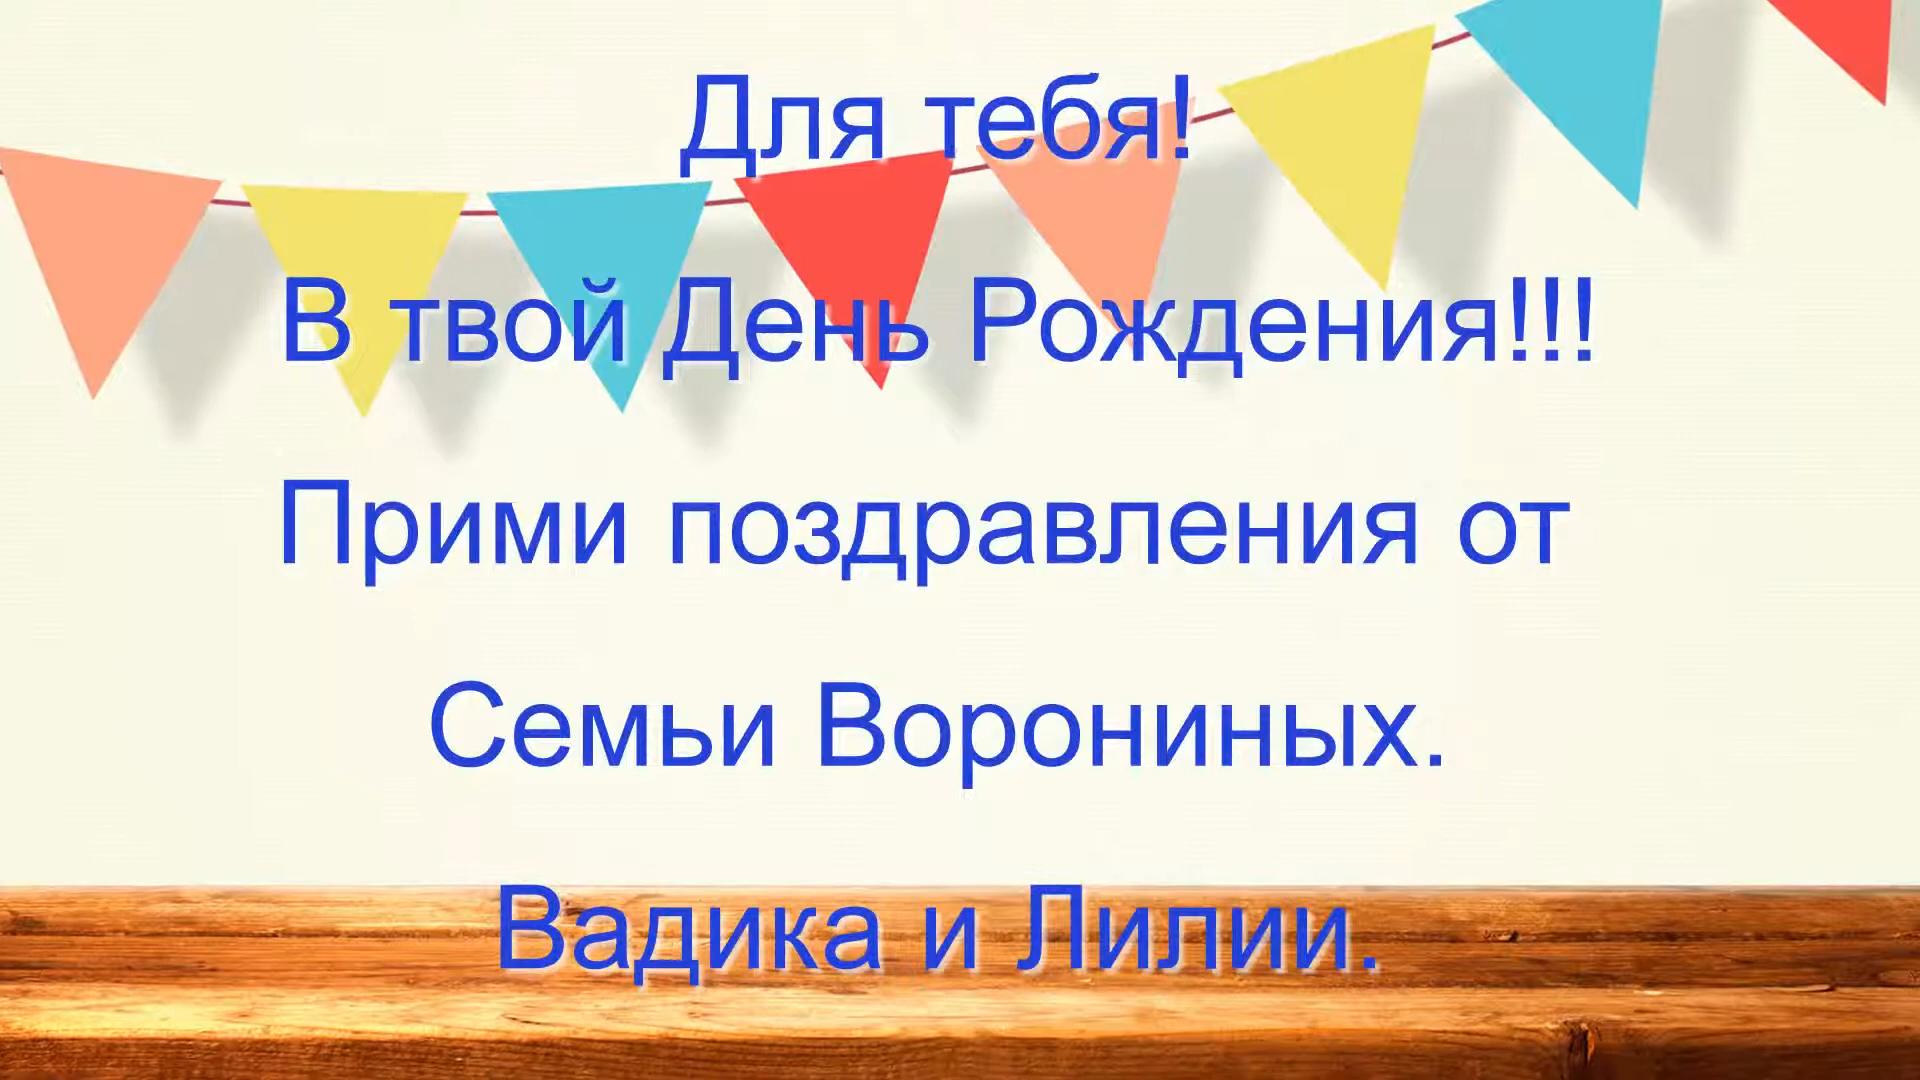 Для тебя!
В твой День Рождения!!!
Прими поздравления от
Семьи Ворониных.
Вадика и Лилии.